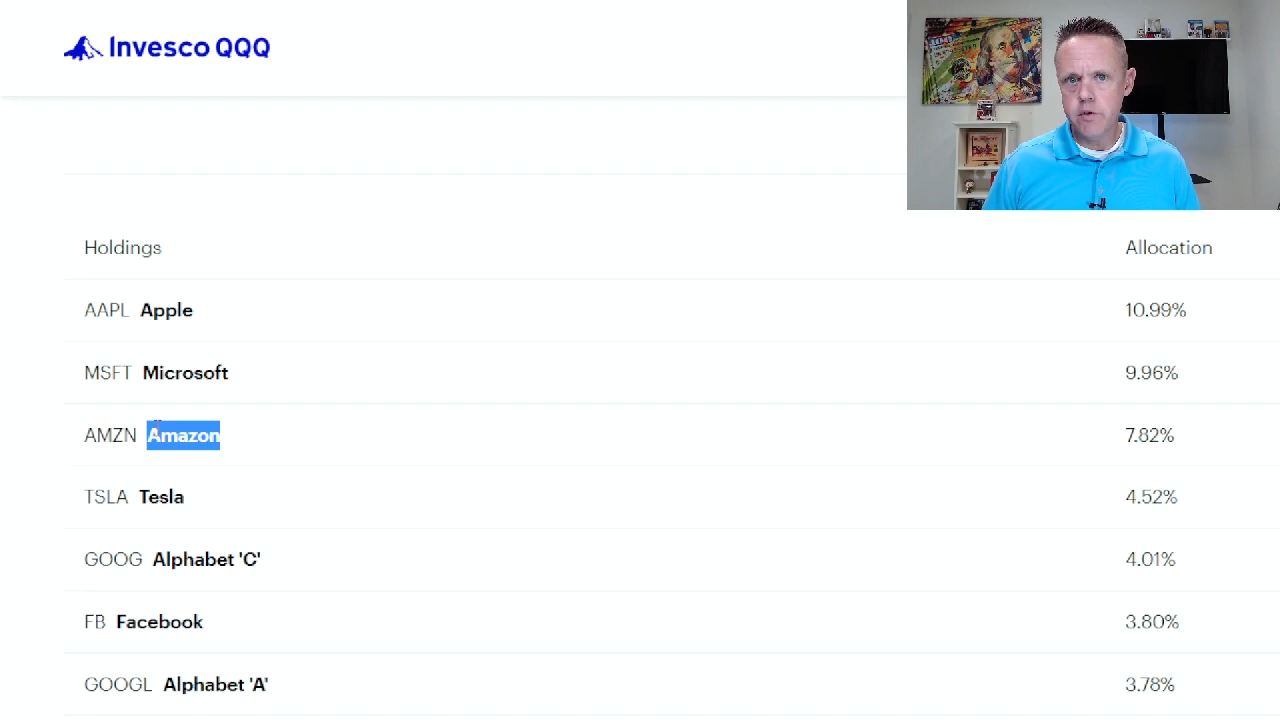 Invesco QQQ
Holdings Allocation
AAPL Apple 10.99%
MSFT Microsoft 9.96%
AMZN Amazon 7.82%
TSLA Tesla 4.52%
GOOG Alphabet 'C' 4.01%
FB Facebook 3.80%
GOOGL Alphabet 'A' 3.78%